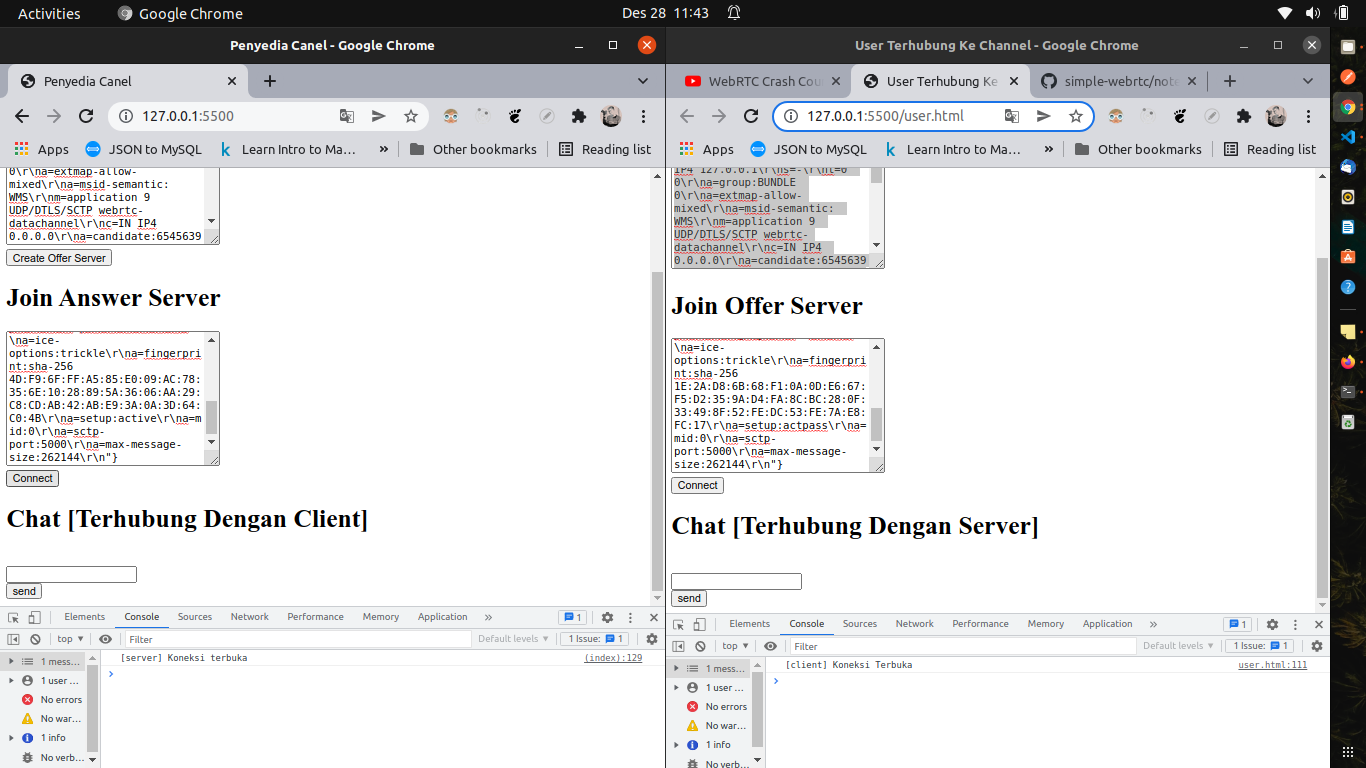 Activities
Google Chrome
Des 28 11:43
Penyedia Canel - Google Chrome
Penyedia Canel
127.0.0.1:5500
Apps
JSON to MySQL
Learn Intro to Ma…
»
Other bookmarks
Reading list
0\r\na=extmap-allow-
mixed\r\na=msid-semantic:
WMS\r\nm=application 9
UDP/DTLS/SCTP webrtc-
datachannel\r\nc=IN IP4
0.0.0.0\r\na=candidate:6545639
Create Offer Server
Join Answer Server
\na=ice-
options:trickle\r\na=fingerpri
nt:sha-256
4D:F9:6F:FF:A5:85:E0:09:AC:78:
35:6E:10:28:89:5A:36:06:AA:29:
C8:CD:AB:42:AB:E9:3A:0A:3D:64:
C0:4B\r\na=setup:active\r\na=m
id:0\r\na=sctp-
port:5000\r\na=max-message-
size:262144\r\n"}
Connect
Chat [Terhubung Dengan Client]
send
Elements
Console
Sources
Network
Performance
Memory
Application
»
1
top
Filter
Default levels
1 Issue:
1
1 mess…
1 user …
No errors
No war…
1 info
No verb…
[server] Koneksi terbuka
(index):129
User Terhubung Ke Channel - Google Chrome
WebRTC Crash Cou
User Terhubung Ke
simple-webrtc/note
127.0.0.1:5500/user.html
Apps
JSON to MySQL
Learn Intro to Ma…
»
Other bookmarks
Reading list
IP4 127.0.0.1\r\ns=-\r\nt=0
0\r\na=group:BUNDLE
0\r\na=extmap-allow-
mixed\r\na=msid-semantic:
WMS\r\nm=application 9
UDP/DTLS/SCTP webrtc-
datachannel\r\nc=IN IP4
0.0.0.0\r\na=candidate:6545639
Join Offer Server
\na=ice-
options:trickle\r\na=fingerpri
nt:sha-256
1E:2A:D8:6B:68:F1:0A:0D:E6:67:
F5:D2:35:9A:D4:FA:8C:BC:28:0F:
33:49:8F:52:FE:DC:53:FE:7A:E8:
FC:17\r\na=setup:actpass\r\na=
mid:0\r\na=sctp-
port:5000\r\na=max-message-
size:262144\r\n"}
Connect
Chat [Terhubung Dengan Server]
send
Elements
Console
Sources
Network
Performance
Memory
Application
»
1
top
Filter
Default levels
1 Issue:
1
1 mess…
1 user …
No errors
No war…
1 info
No verb…
[client] Koneksi Terbuka
user.html:111